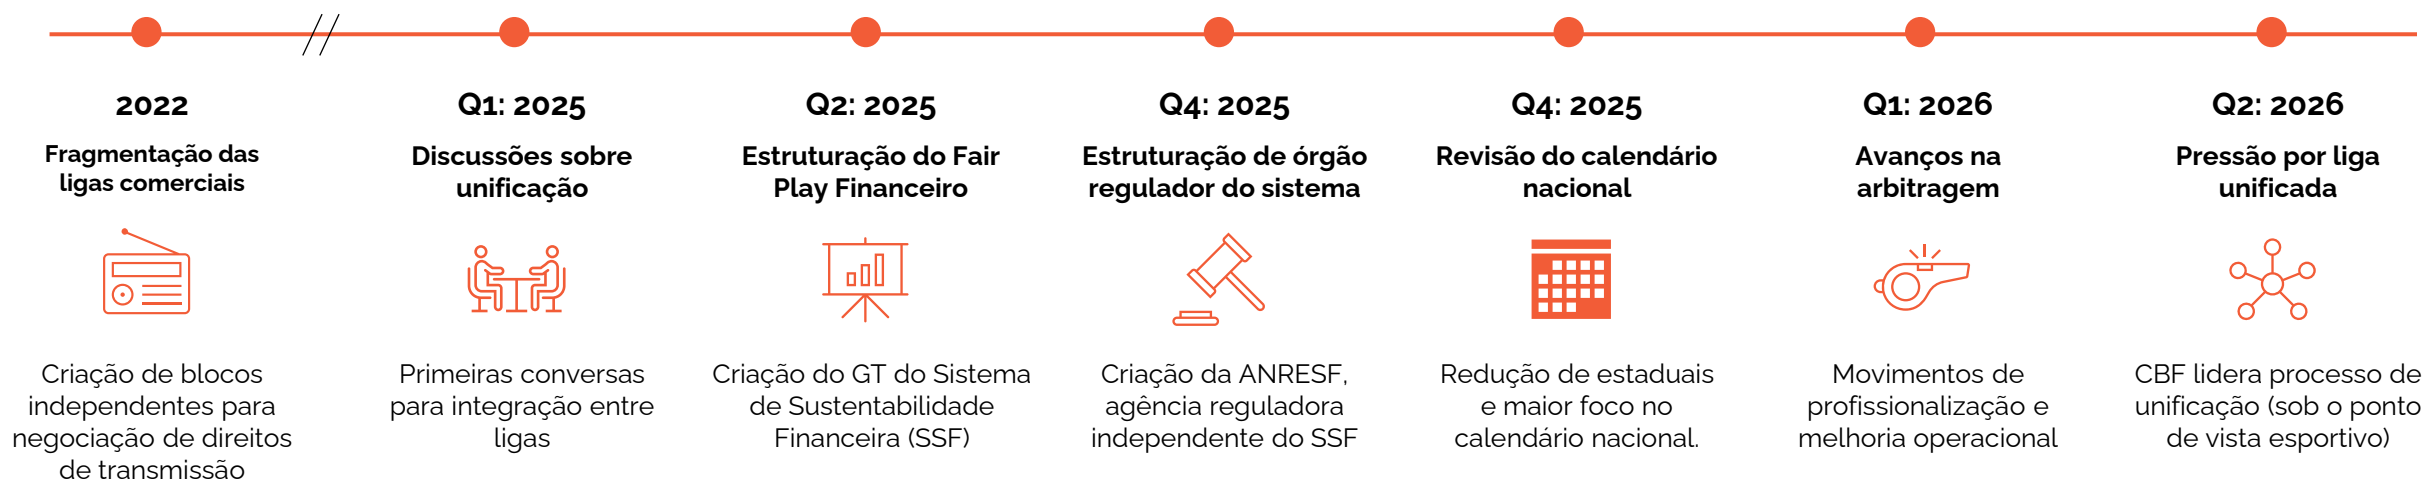 2022
Fragmentação das
ligas comerciais
Criação de blocos
independentes para
negociação de direitos
de transmissão
Q1: 2025
Discussões sobre
unificação
Primeiras conversas
para integração entre
ligas
Q2: 2025
Estruturação do Fair
Play Financeiro
Criação do GT do Sistema
de Sustentabilidade
Financeira (SSF)
Q4: 2025
Estruturação de órgão
regulador do sistema
Criação da ANRESF,
agência reguladora
independente do SSF
Q4: 2025
Revisão do calendário
nacional
Redução de estaduais
e maior foco no
calendário nacional.
Q1: 2026
Avanços na
arbitragem
Movimentos de
profissionalização e
melhoria operacional
Q2: 2026
Pressão por liga
unificada
CBF lidera processo de
unificação (sob o ponto
de vista esportivo)